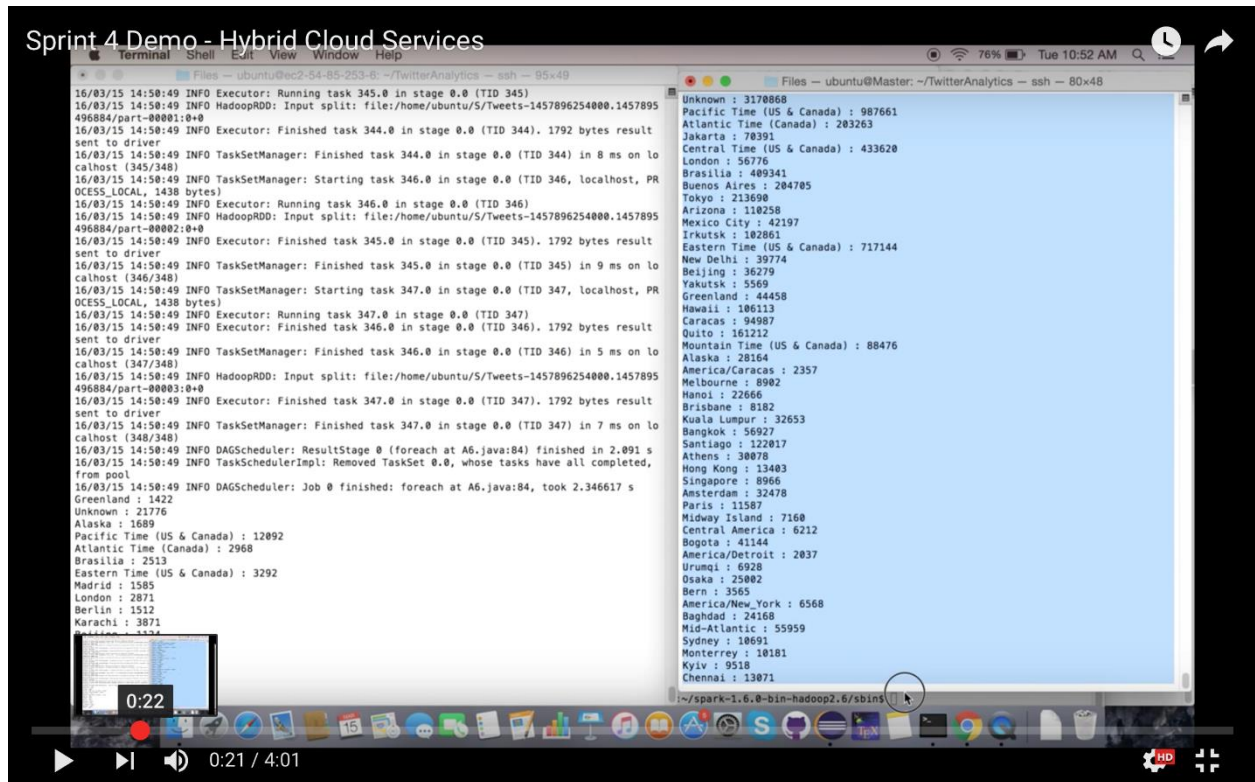 Sprint 4 Demo - Hybrid Cloud Services
Terminal Shell Edit View Window Help
76% Tue 10:52 AM
Files — ubuntu@ec2-54-85-253-6: ~/TwitterAnalytics — ssh — 95×49
16/03/15 14:50:49 INFO Executor: Running task 345.0 in stage 0.0 (TID 345)
16/03/15 14:50:49 INFO HadoopRDD: Input split: file:/home/ubuntu/S/Tweets-1457896254000.1457895
496884/part-00001:0+0
16/03/15 14:50:49 INFO Executor: Finished task 344.0 in stage 0.0 (TID 344). 1792 bytes result
sent to driver
16/03/15 14:50:49 INFO TaskSetManager: Finished task 344.0 in stage 0.0 (TID 344) in 8 ms on lo
calhost (345/348)
16/03/15 14:50:49 INFO TaskSetManager: Starting task 346.0 in stage 0.0 (TID 346, localhost, PR
OCESS_LOCAL, 1438 bytes)
16/03/15 14:50:49 INFO Executor: Running task 346.0 in stage 0.0 (TID 346)
16/03/15 14:50:49 INFO HadoopRDD: Input split: file:/home/ubuntu/S/Tweets-1457896254000.1457895
496884/part-00002:0+0
16/03/15 14:50:49 INFO Executor: Finished task 345.0 in stage 0.0 (TID 345). 1792 bytes result
sent to driver
16/03/15 14:50:49 INFO TaskSetManager: Finished task 345.0 in stage 0.0 (TID 345) in 9 ms on lo
calhost (346/348)
16/03/15 14:50:49 INFO TaskSetManager: Starting task 347.0 in stage 0.0 (TID 347, localhost, PR
OCESS_LOCAL, 1438 bytes)
16/03/15 14:50:49 INFO Executor: Running task 347.0 in stage 0.0 (TID 347)
16/03/15 14:50:49 INFO Executor: Finished task 346.0 in stage 0.0 (TID 346). 1792 bytes result
sent to driver
16/03/15 14:50:49 INFO TaskSetManager: Finished task 346.0 in stage 0.0 (TID 346) in 5 ms on lo
calhost (347/348)
16/03/15 14:50:49 INFO HadoopRDD: Input split: file:/home/ubuntu/S/Tweets-1457896254000.1457895
496884/part-00003:0+0
16/03/15 14:50:49 INFO Executor: Finished task 347.0 in stage 0.0 (TID 347). 1792 bytes result
sent to driver
16/03/15 14:50:49 INFO TaskSetManager: Finished task 347.0 in stage 0.0 (TID 347) in 7 ms on lo
calhost (348/348)
16/03/15 14:50:49 INFO DAGScheduler: ResultStage 0 (foreach at A6.java:84) finished in 2.091 s
16/03/15 14:50:49 INFO TaskSchedulerImpl: Removed TaskSet 0.0, whose tasks have all completed,
from pool
16/03/15 14:50:49 INFO DAGScheduler: Job 0 finished: foreach at A6.java:84, took 2.346617 s
Greenland : 1422
Unknown : 21776
Alaska : 1689
Pacific Time (US & Canada) : 12092
Atlantic Time (Canada) : 2968
Brasilia : 2513
Eastern Time (US & Canada) : 3292
Madrid : 1585
London : 2871
Berlin : 1512
Karachi : 3871
Files — ubuntu@Master: ~/TwitterAnalytics — ssh — 80×48
Unknown : 3170868
Pacific Time (US & Canada) : 987661
Atlantic Time (Canada) : 203263
Jakarta : 70391
Central Time (US & Canada) : 433620
London : 56776
Brasilia : 409341
Buenos Aires : 204705
Tokyo : 213690
Arizona : 110258
Mexico City : 42197
Irkutsk : 102861
Eastern Time (US & Canada) : 717144
New Delhi : 39774
Beijing : 36279
Yakutsk : 5569
Greenland : 44458
Hawaii : 106113
Caracas : 94987
Quito : 161212
Mountain Time (US & Canada) : 88476
Alaska : 28164
America/Caracas : 2357
Melbourne : 8902
Hanoi : 22666
Brisbane : 8182
Kuala Lumpur : 32653
Bangkok : 56927
Santiago : 122017
Athens : 30078
Hong Kong : 13403
Singapore : 8966
Amsterdam : 32478
Paris : 11587
Midway Island : 7160
Central America : 6212
Bogota : 41144
America/Detroit : 2037
Urumqi : 6928
Osaka : 25002
Bern : 3565
America/New_York : 6568
Baghdad : 24168
Mid-Atlantic : 55959
Sydney : 10691
Monterrey : 10181
Kyiv : 9518
Chennai : 13071
:~/spark-1.6.0-bin-hadoop2.6/sbin$
0:22
15
0:21 / 4:01
HD